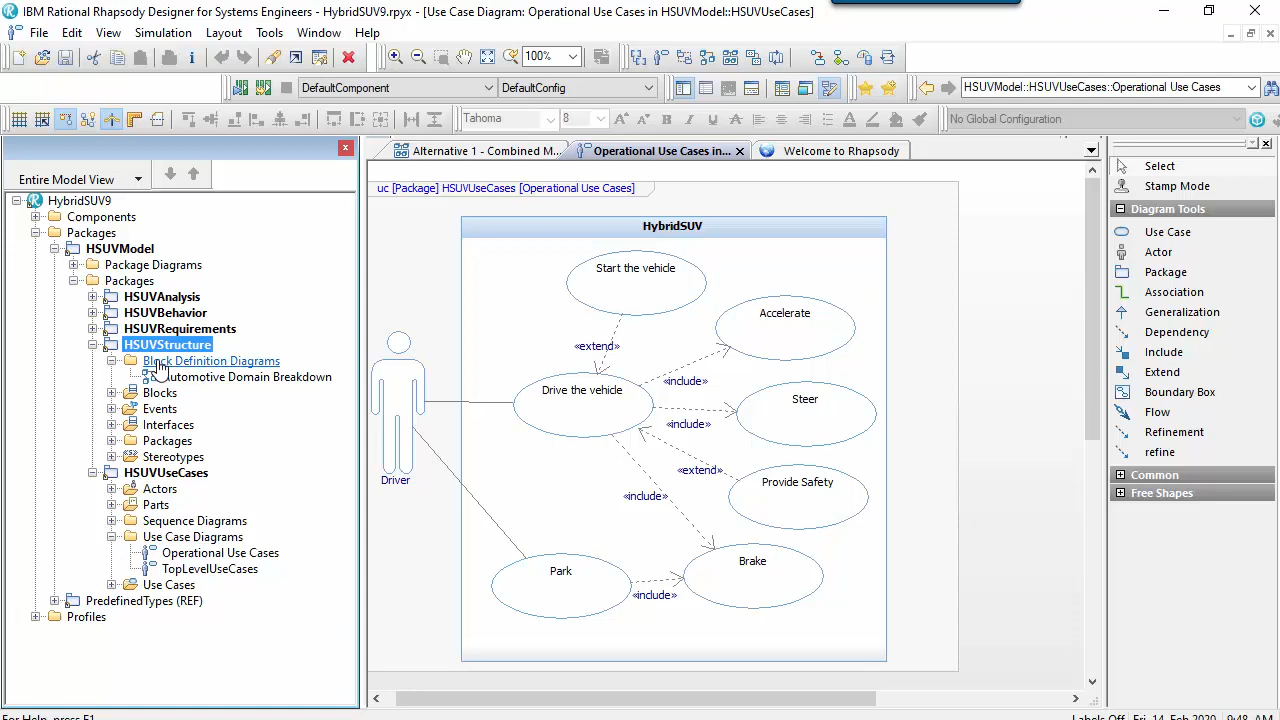 IBM Rational Rhapsody Designer for Systems Engineers - HybridSUV9.rpyx - [Use Case Diagram: Operational Use Cases in HSUVModel::HSUVUseCases]
File Edit View Simulation Layout Tools Window Help
100%
DefaultComponent DefaultConfig HSUVModel::HSUVUseCases::Operational Use Cases
Tahoma 8 B I U No Global Configuration
Entire Model View
HybridSUV9
Components
Packages
HSUVModel
Package Diagrams
Packages
HSUVAnalysis
HSUVBehavior
HSUVRequirements
HSUVStructure
Block Definition Diagrams
Automotive Domain Breakdown
Blocks
Events
Interfaces
Packages
Stereotypes
HSUVUseCases
Actors
Parts
Sequence Diagrams
Use Case Diagrams
Operational Use Cases
TopLevelUseCases
Use Cases
PredefinedTypes (REF)
Profiles
Alternative 1 - Combined M... Operational Use Cases in... Welcome to Rhapsody
uc [Package] HSUVUseCases [Operational Use Cases]
HybridSUV
Start the vehicle
Accelerate
«extend»
«include»
Drive the vehicle
Steer
«include»
«extend»
Driver
Provide Safety
«include»
Brake
Park
«include»
Select
Stamp Mode
Diagram Tools
Use Case
Actor
Package
Association
Generalization
Dependency
Include
Extend
Boundary Box
Flow
Refinement
refine
Common
Free Shapes
For Help, press F1 Labels Off Fri, 14, Feb 2020 9:48 AM